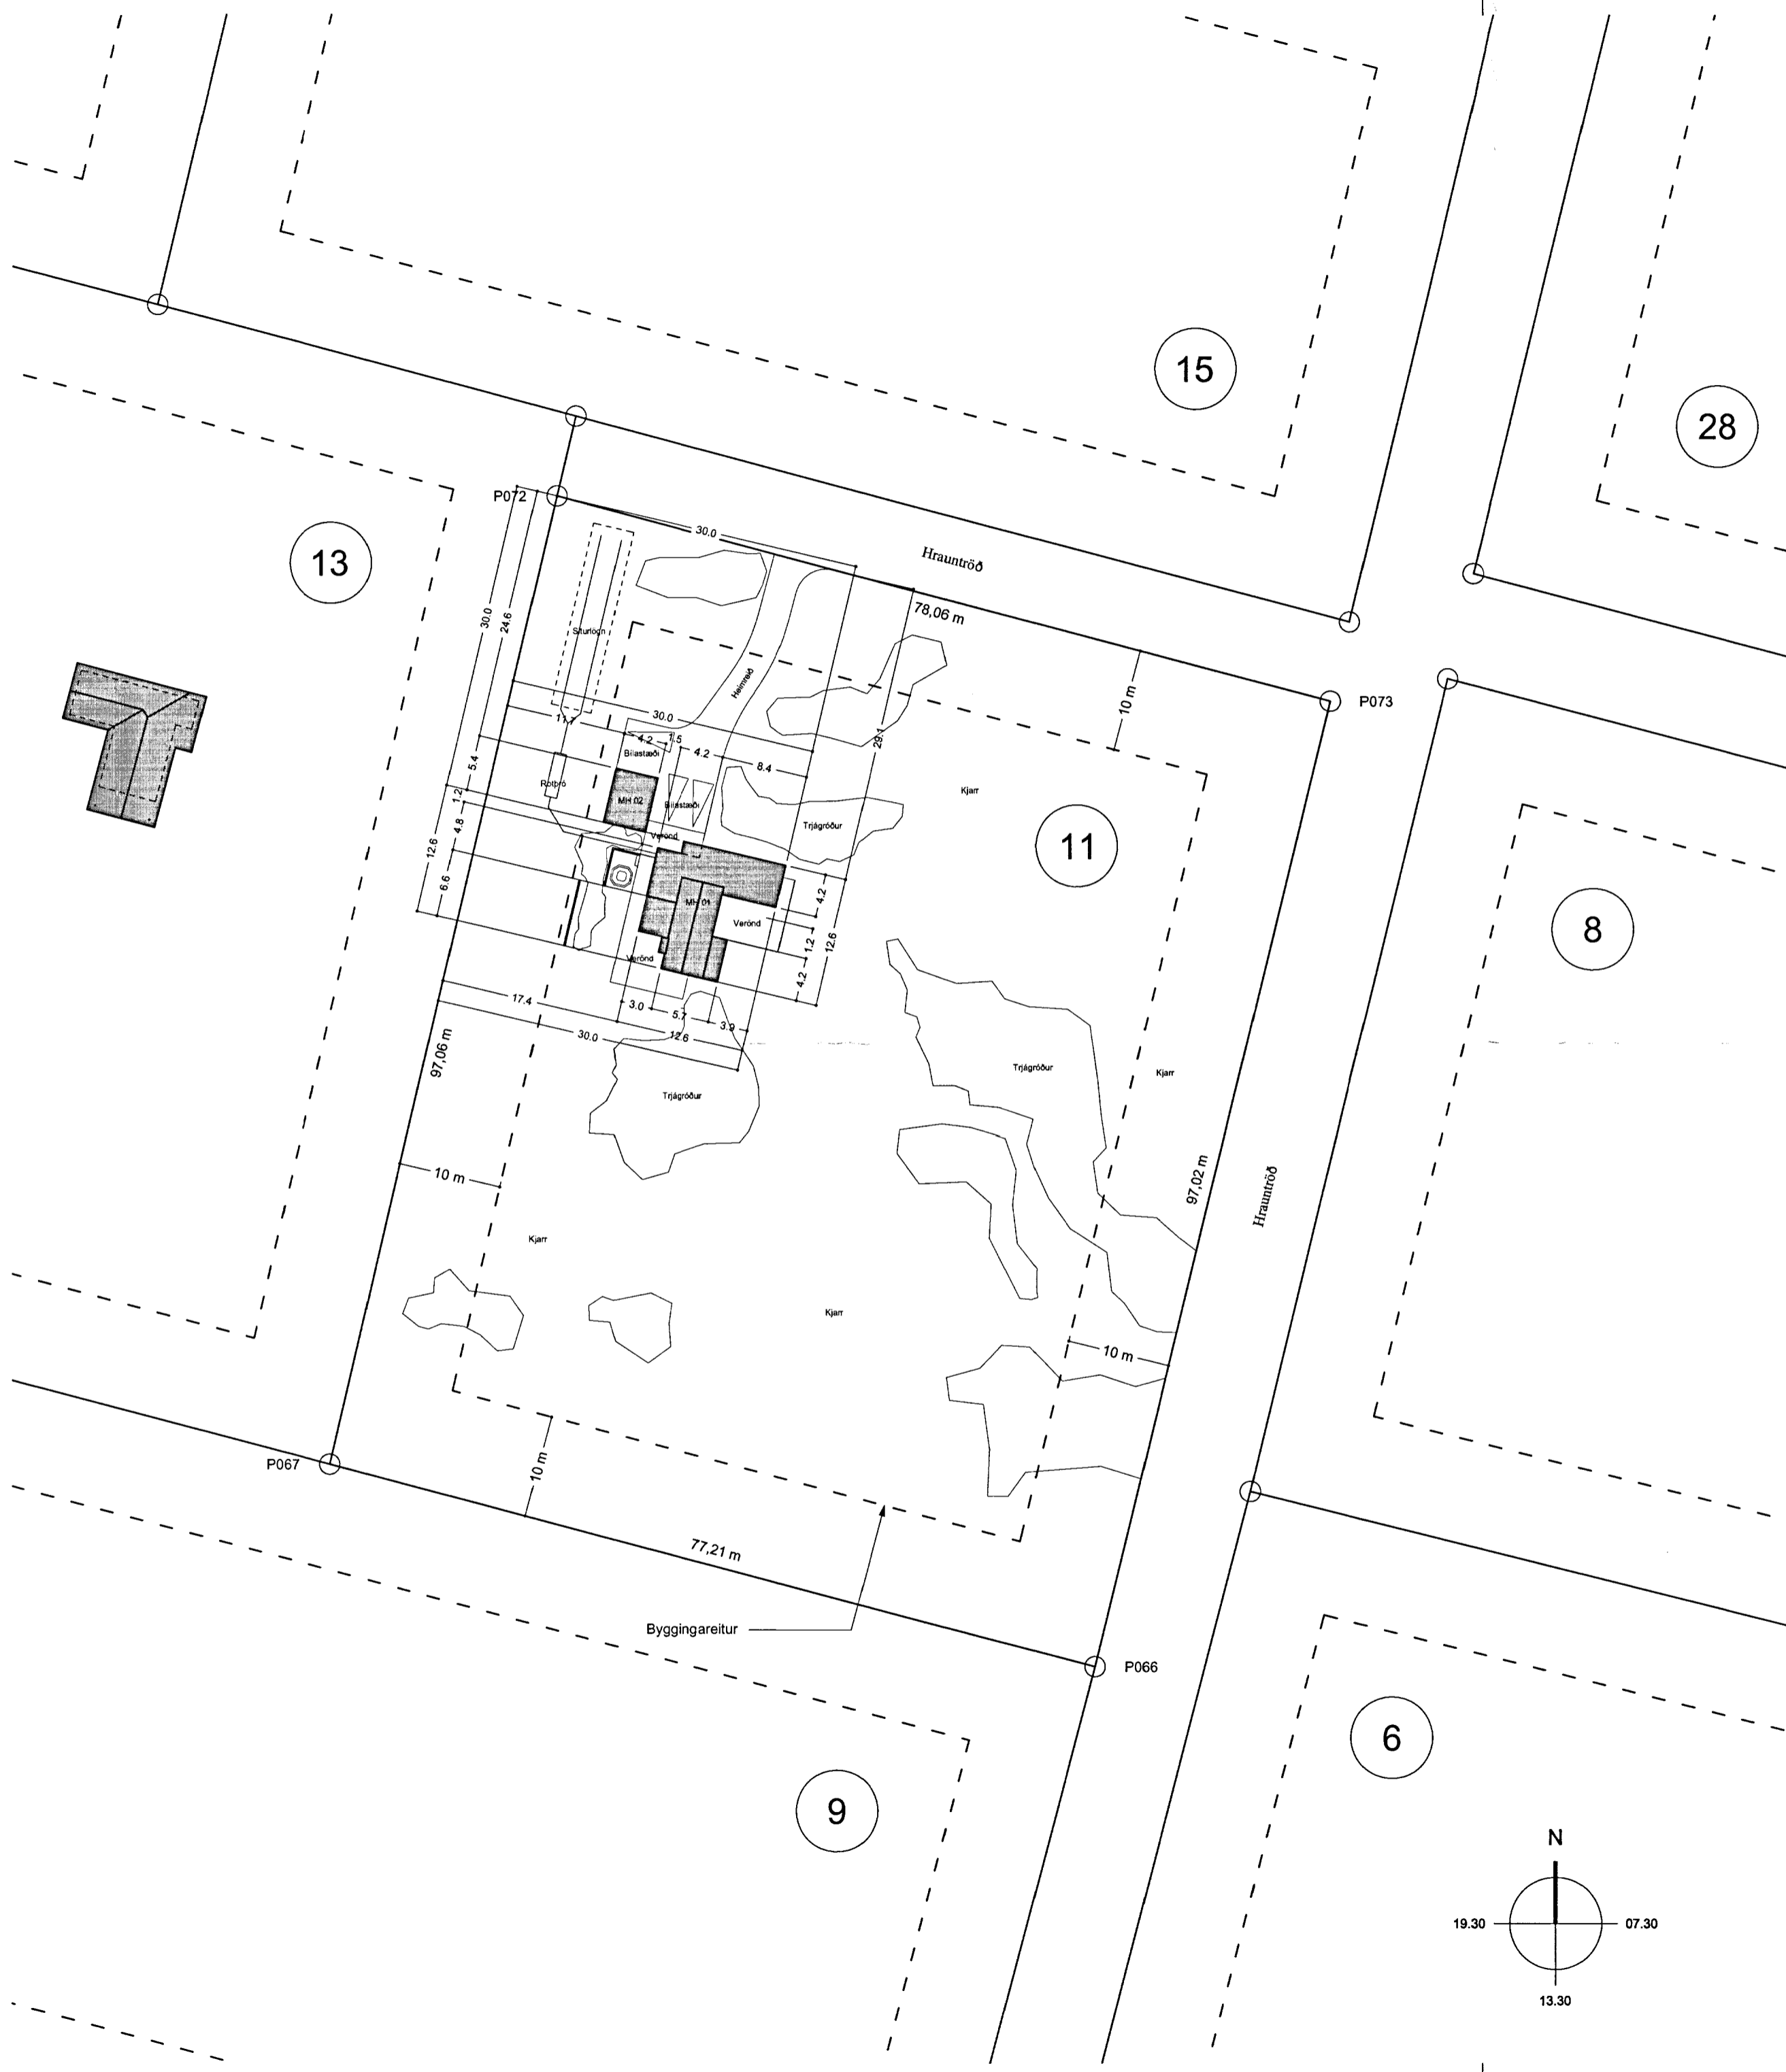 15
28
13
P072
30.0
Hrauntröð
78,06 m
30.0
24.6
Siturlögn
Heimreið
10 m
P073
11.7
30.0
4.2
1.5
4.2
8.4
29.1
Bílastæði
5.4
Rotþró
MH 02
Bílastæði
Kjarr
1.2
4.8
Trjágróður
Verönd
11
12.6
6.6
MH 01
4.2
Verönd
1.2
12.6
8
Verönd
4.2
17.4
3.0
5.7
3.9
30.0
12.6
97,06 m
Trjágróður
Kjarr
Trjágróður
10 m
97,02 m
Hrauntröð
Kjarr
Kjarr
10 m
P067
10 m
77,21 m
Byggingareitur
P066
6
9
N
19.30
07.30
13.30